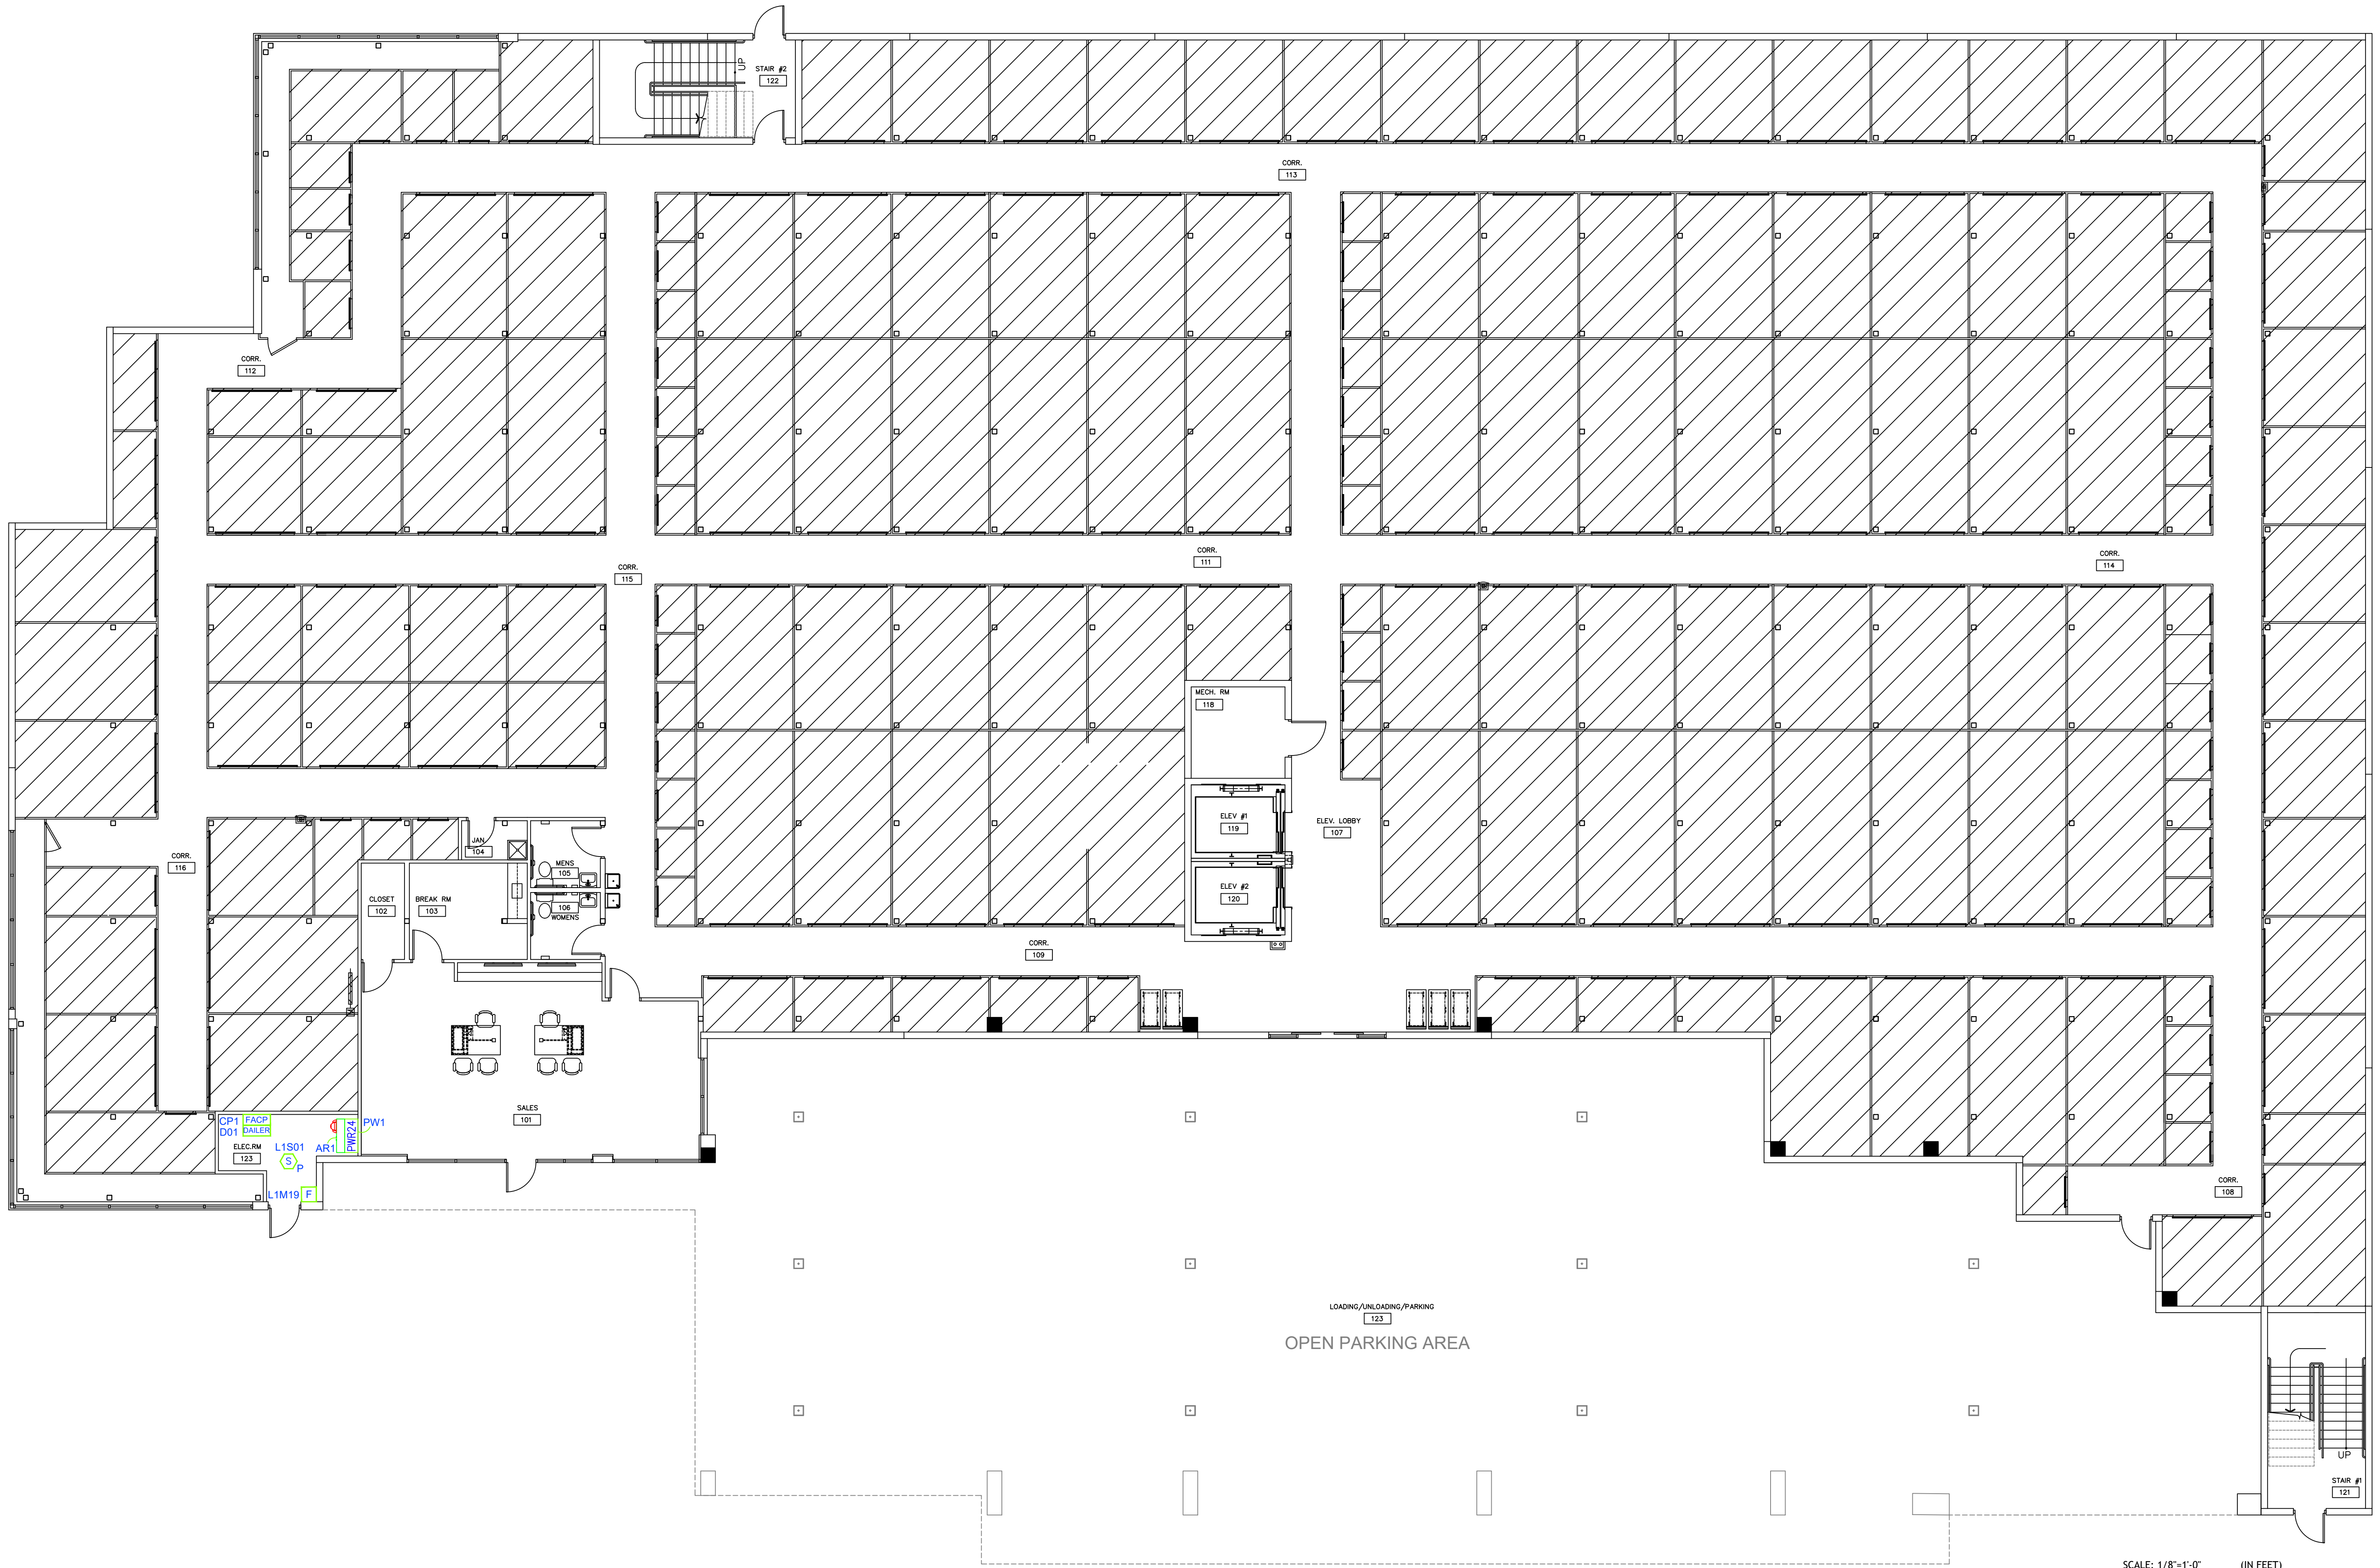 UP
STAIR #2
122
CORR.
113
CORR.
112
CORR.
111
CORR.
114
CORR.
115
MECH. RM
118
ELEV #1
119
ELEV. LOBBY
107
ELEV #2
120
JAN
104
MENS
105
106
WOMENS
CORR.
116
CLOSET
102
BREAK RM
103
CORR.
109
SALES
101
CP1
FACP
D01
DAILER
AR1
PWR24
PW1
ELEC.RM
123
L1S01
S
P
L1M19
F
CORR.
108
LOADING/UNLOADING/PARKING
123
OPEN PARKING AREA
UP
STAIR #1
121
SCALE: 1/8"=1'-0" (IN FEET)